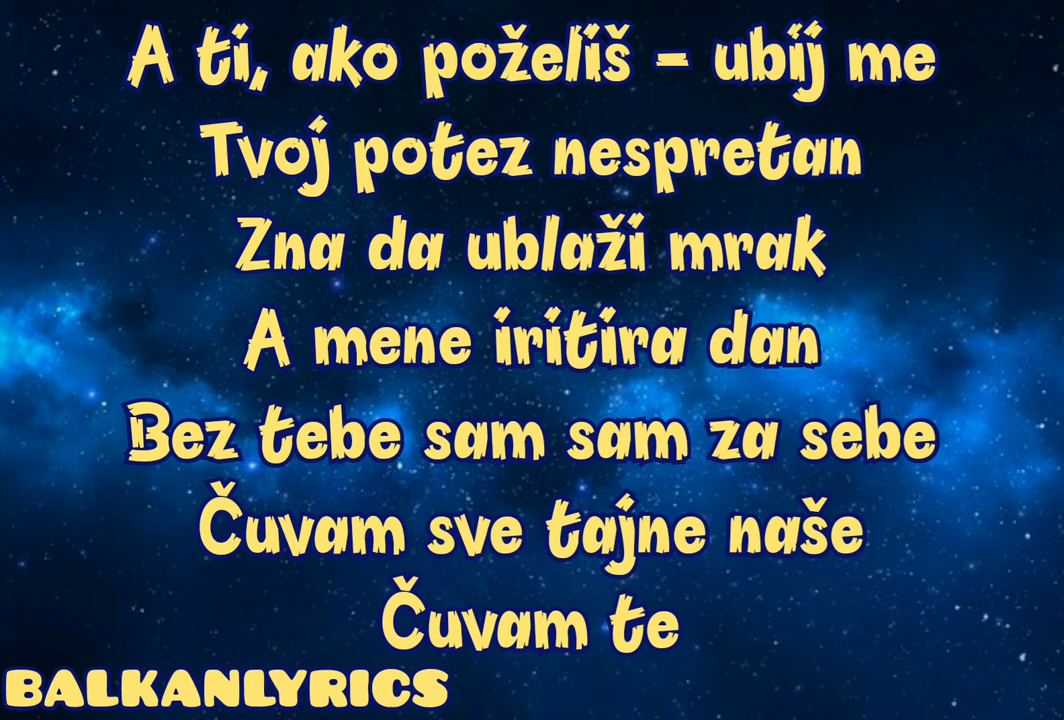 A ti, ako poželiš - ubij me
Tvoj potez nespretan
Zna da ublaži mrak
A mene iritira dan
Bez tebe sam sam za sebe
Čuvam sve tajne naše
Čuvam te
BALKANLYRICS